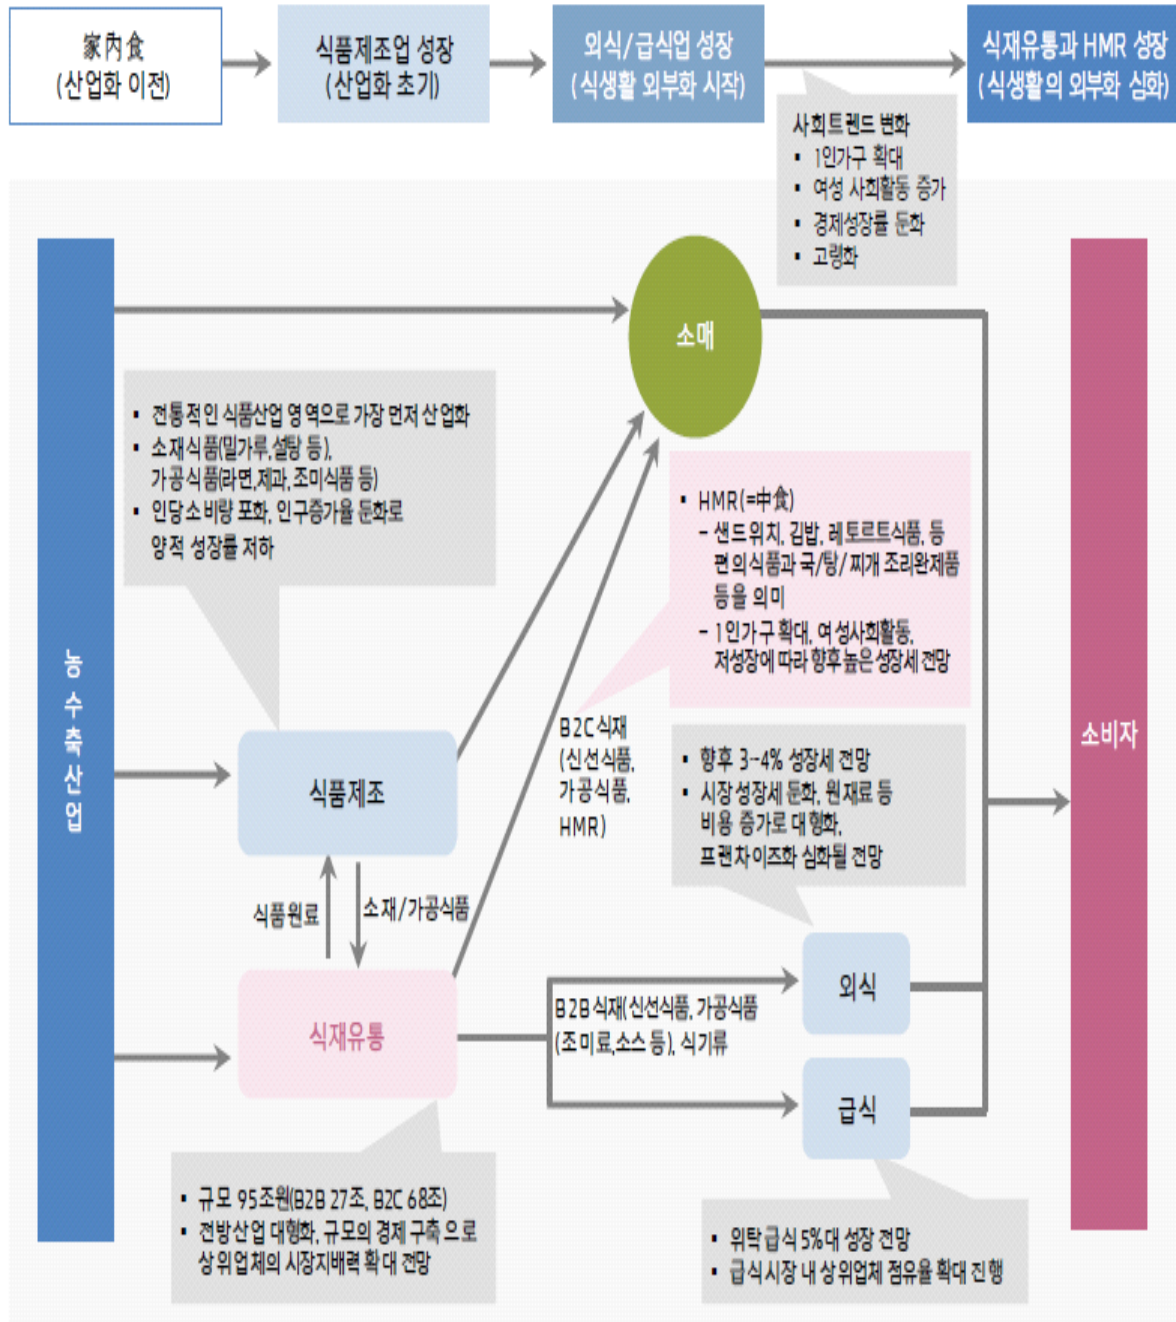 家內食
(산업화 이전)
식품제조업 성장
(산업화 초기)
외식/급식업 성장
(식생활 외부화 시작)
식재유통과 HMR 성장
(식생활의 외부화 심화)
사회트렌드 변화
▪ 1인가구 확대
▪ 여성 사회활동 증가
▪ 경제성장률 둔화
▪ 고령화
농수축산업
소매
▪ 전통적인 식품산업 영역으로 가장 먼저 산업화
▪ 소재식품(밀가루,설탕 등),
가공식품(라면,제과,조미식품 등)
▪ 인당소비량 포화, 인구증가율 둔화로
양적 성장률 저하
▪ HMR(=中食)
- 샌드위치, 김밥, 레토르트식품, 등
편의식품과 국/탕/찌개 조리완제품
등을 의미
- 1인가구 확대, 여성사회활동,
저성장에 따라 향후 높은 성장세 전망
소비자
B2C식재
(신선식품,
가공식품,
HMR)
▪ 향후 3~4% 성장세 전망
▪ 시장성장세 둔화, 원재료 등
비용 증가로 대형화,
프랜차이즈화 심화될 전망
식품제조
식품원료
소재/가공식품
식재유통
B2B식재(신선식품, 가공식품
(조미료,소스 등), 식기류
외식
급식
▪ 규모 95조원(B2B 27조, B2C 68조)
▪ 전방산업 대형화, 규모의 경제 구축으로
상위업체의 시장지배력 확대 전망
▪ 위탁급식 5%대 성장 전망
▪ 급식시장 내 상위업체 점유율 확대 진행